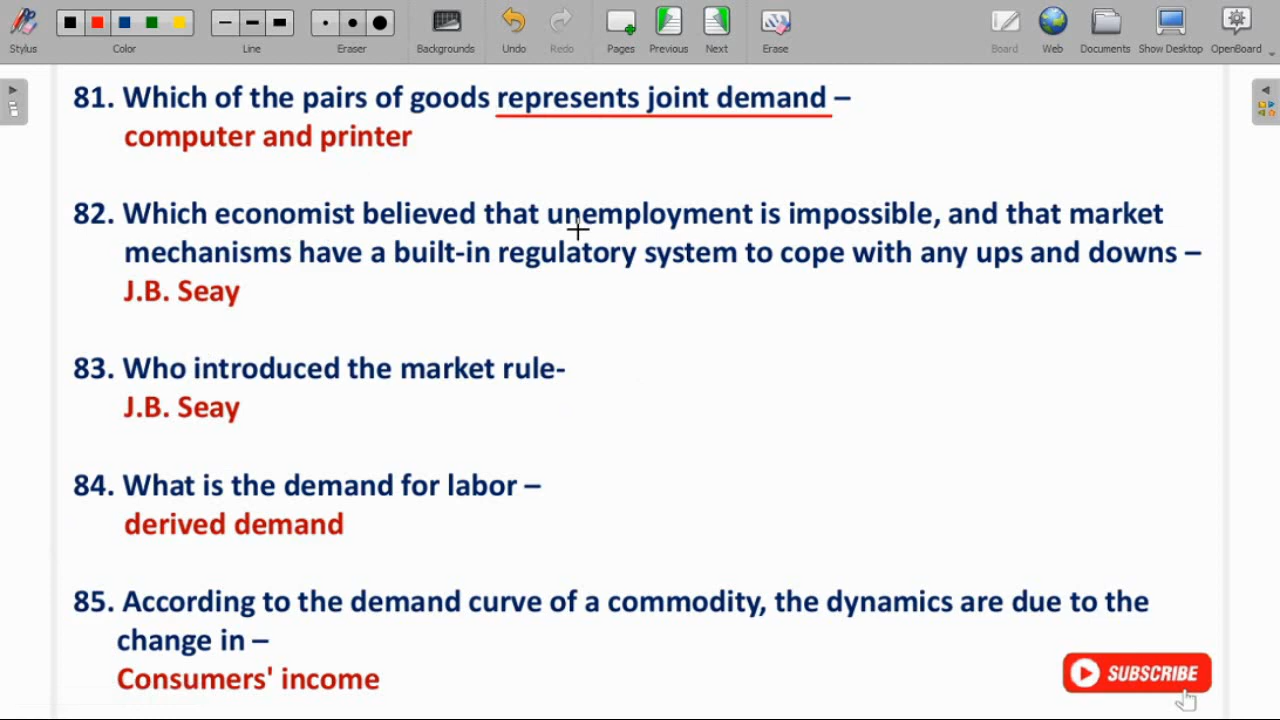 Stylus Color Line Eraser Backgrounds Undo Redo Pages Previous Next Erase Board Web Documents Show Desktop OpenBoard
81. Which of the pairs of goods represents joint demand –
computer and printer
82. Which economist believed that unemployment is impossible, and that market
mechanisms have a built-in regulatory system to cope with any ups and downs –
J.B. Seay
83. Who introduced the market rule-
J.B. Seay
84. What is the demand for labor –
derived demand
85. According to the demand curve of a commodity, the dynamics are due to the
change in –
Consumers' income
SUBSCRIBE